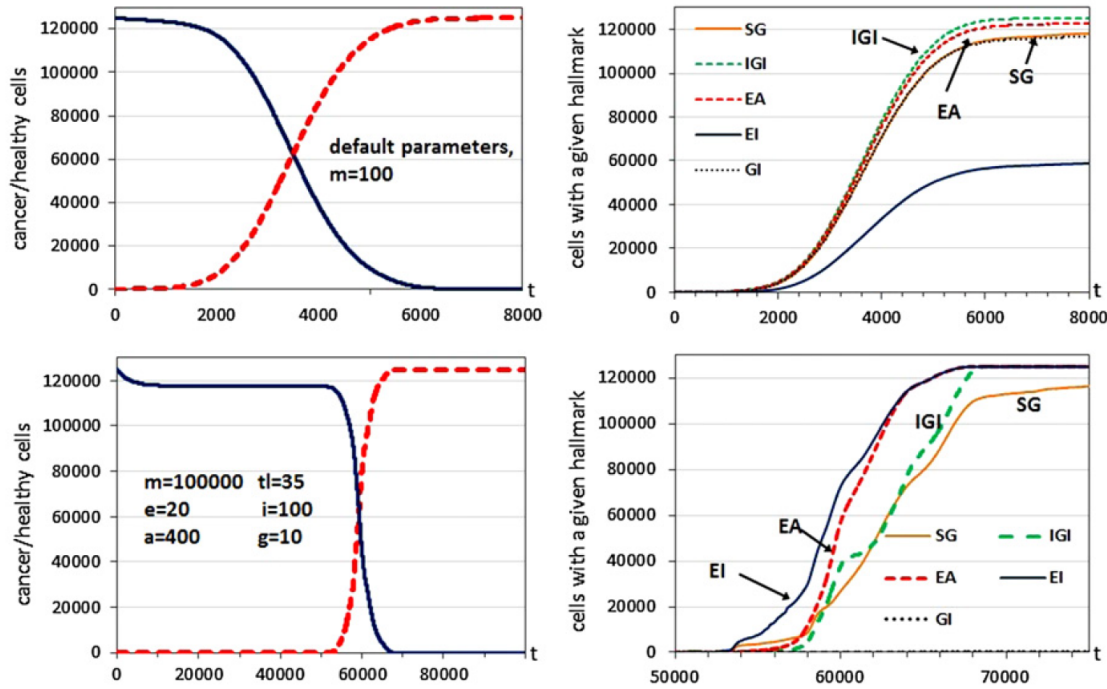 cancer/healthy cells
120000
100000
80000
60000
40000
20000
0
default parameters,
m=100
0 2000 4000 6000 8000
t
cells with a given hallmark
120000
100000
80000
60000
40000
20000
0
SG
IGI
EA
EI
GI
IGI
EA
SG
0 2000 4000 6000 8000
t
cancer/healthy cells
120000
100000
80000
60000
40000
20000
0
m=100000 tl=35
e=20 i=100
a=400 g=10
0 20000 40000 60000 80000
t
cells with a given hallmark
120000
100000
80000
60000
40000
20000
0
SG
IGI
EA
EI
SG IGI
EA EI
GI
50000 60000 70000
t